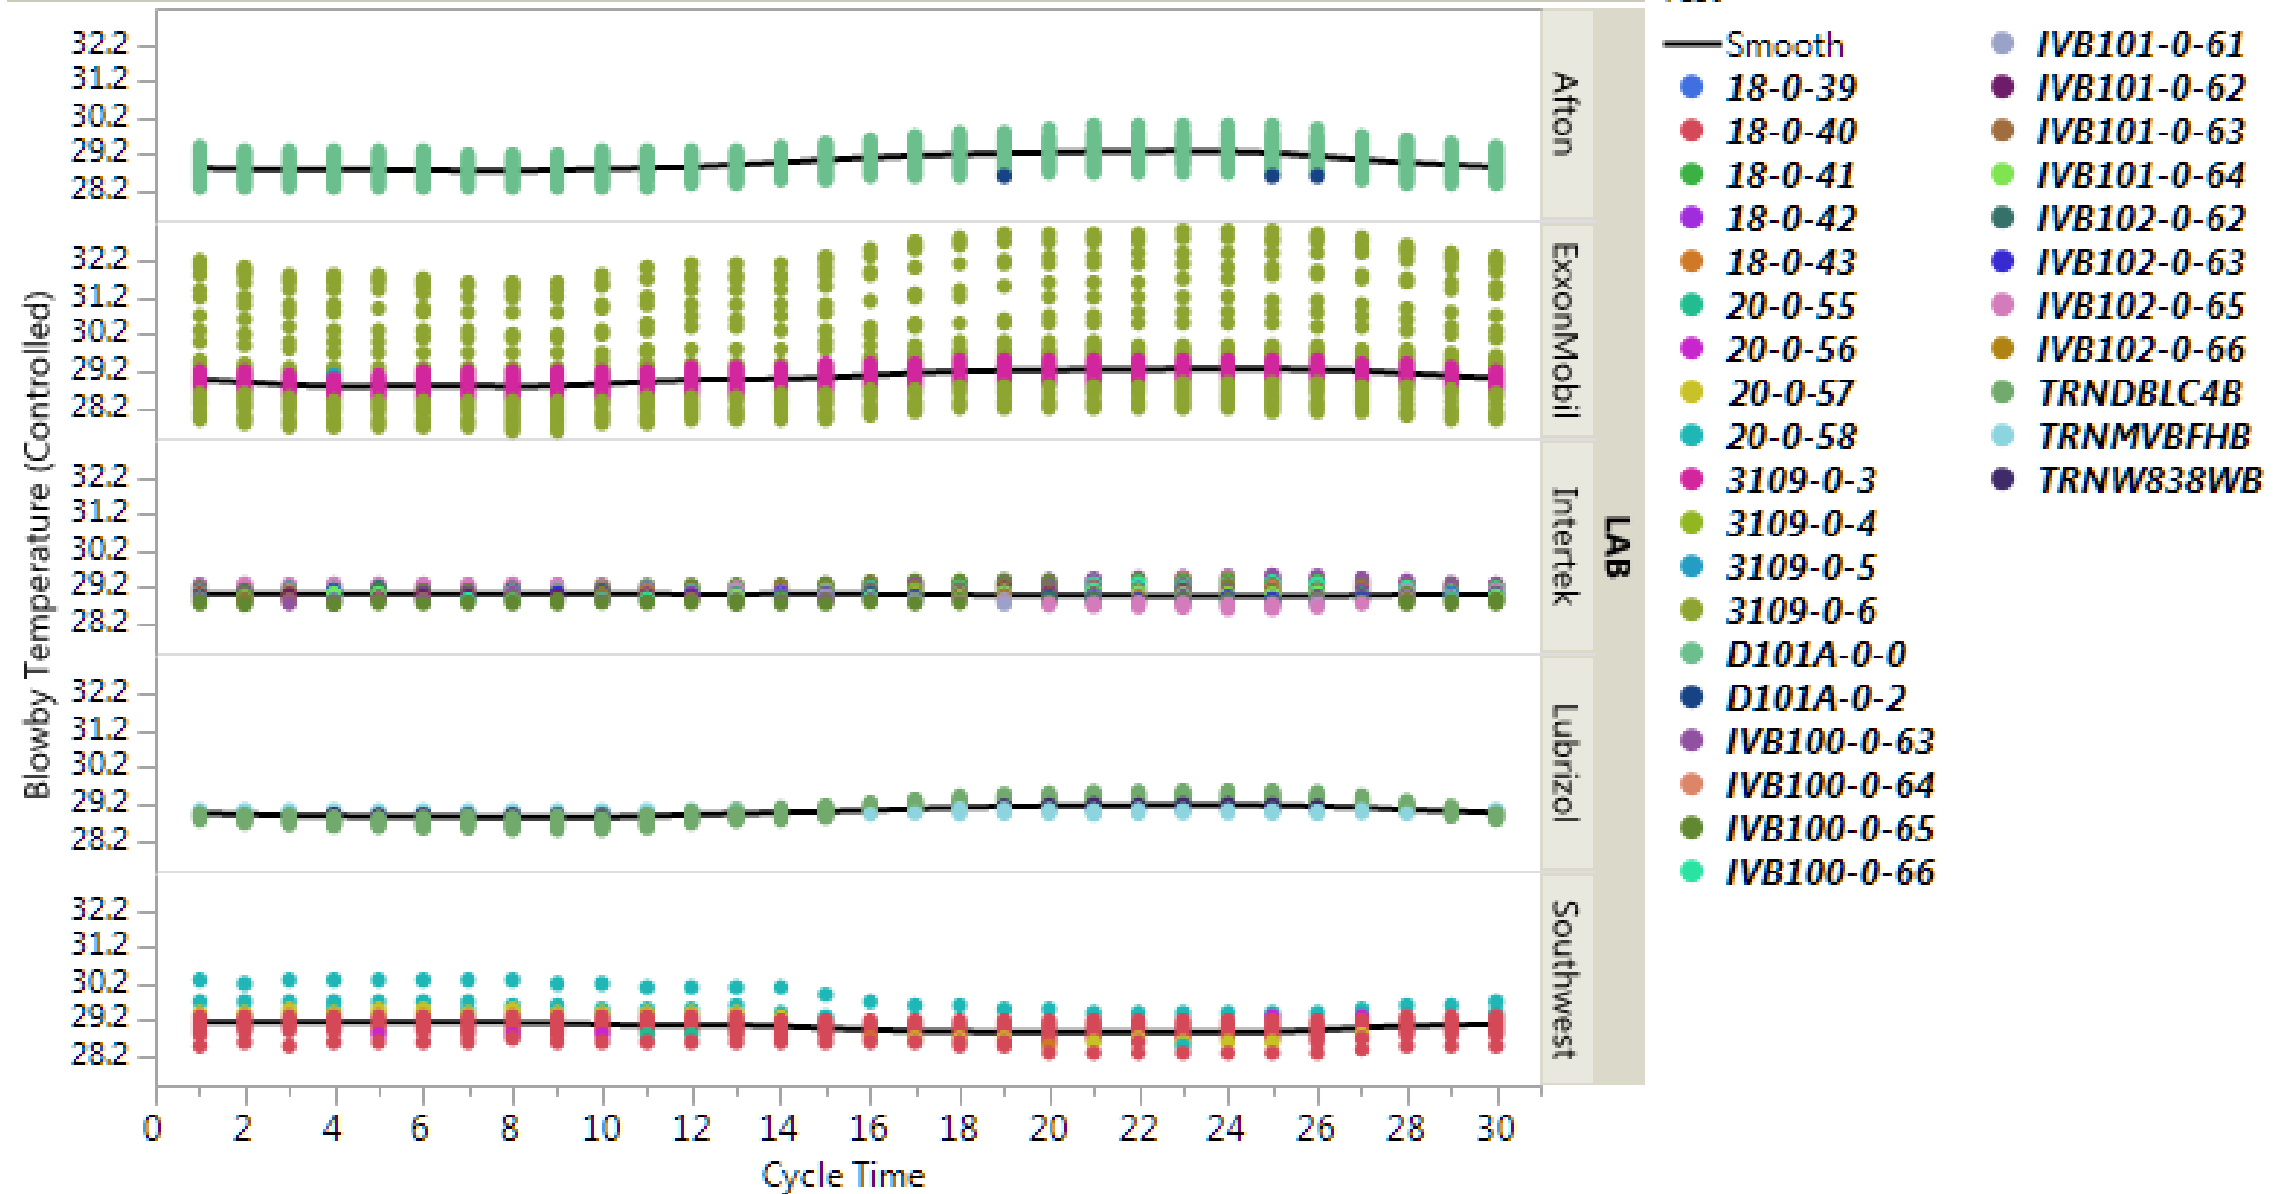 32.2
31.2
30.2
29.2
28.2
Afton
32.2
31.2
30.2
29.2
28.2
ExxonMobil
32.2
31.2
30.2
29.2
28.2
Intertek
32.2
31.2
30.2
29.2
28.2
Lubrizol
32.2
31.2
30.2
29.2
28.2
Southwest
LAB
Blowby Temperature (Controlled)
0 2 4 6 8 10 12 14 16 18 20 22 24 26 28 30
Cycle Time
Smooth
18-0-39
18-0-40
18-0-41
18-0-42
18-0-43
20-0-55
20-0-56
20-0-57
20-0-58
3109-0-3
3109-0-4
3109-0-5
3109-0-6
D101A-0-0
D101A-0-2
IVB100-0-63
IVB100-0-64
IVB100-0-65
IVB100-0-66
IVB101-0-61
IVB101-0-62
IVB101-0-63
IVB101-0-64
IVB102-0-62
IVB102-0-63
IVB102-0-65
IVB102-0-66
TRNDBLC4B
TRNMVBFHB
TRNW838WB